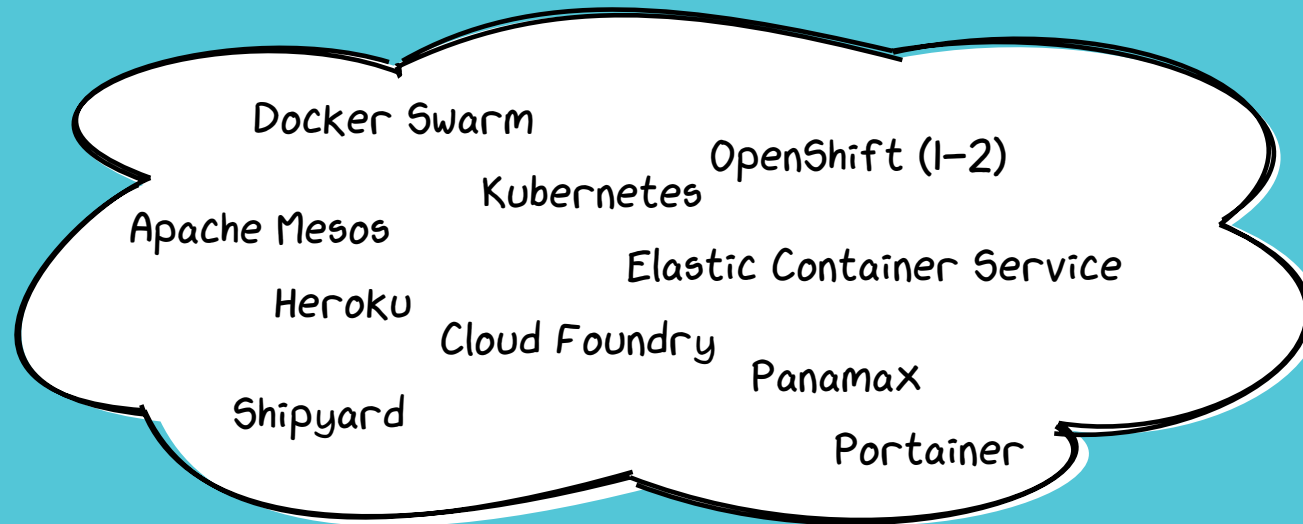 Docker Swarm
OpenShift (1-2)
Kubernetes
Apache Mesos
Elastic Container Service
Heroku
Cloud Foundry
Panamax
Shipyard
Portainer